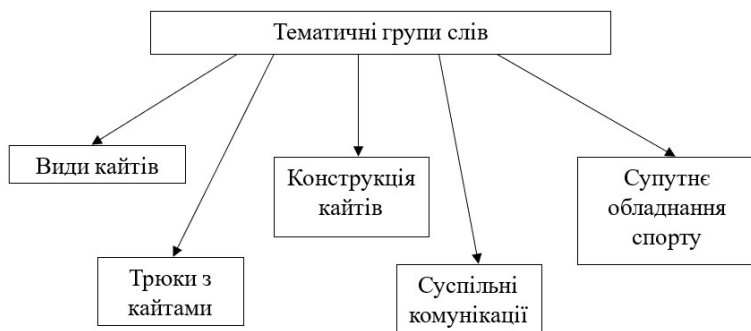 Тематичні групи слів
Види кайтів
Конструкція
кайтів
Супутнє
обладнання
спорту
Трюки з
кайтами
Суспільні
комунікації